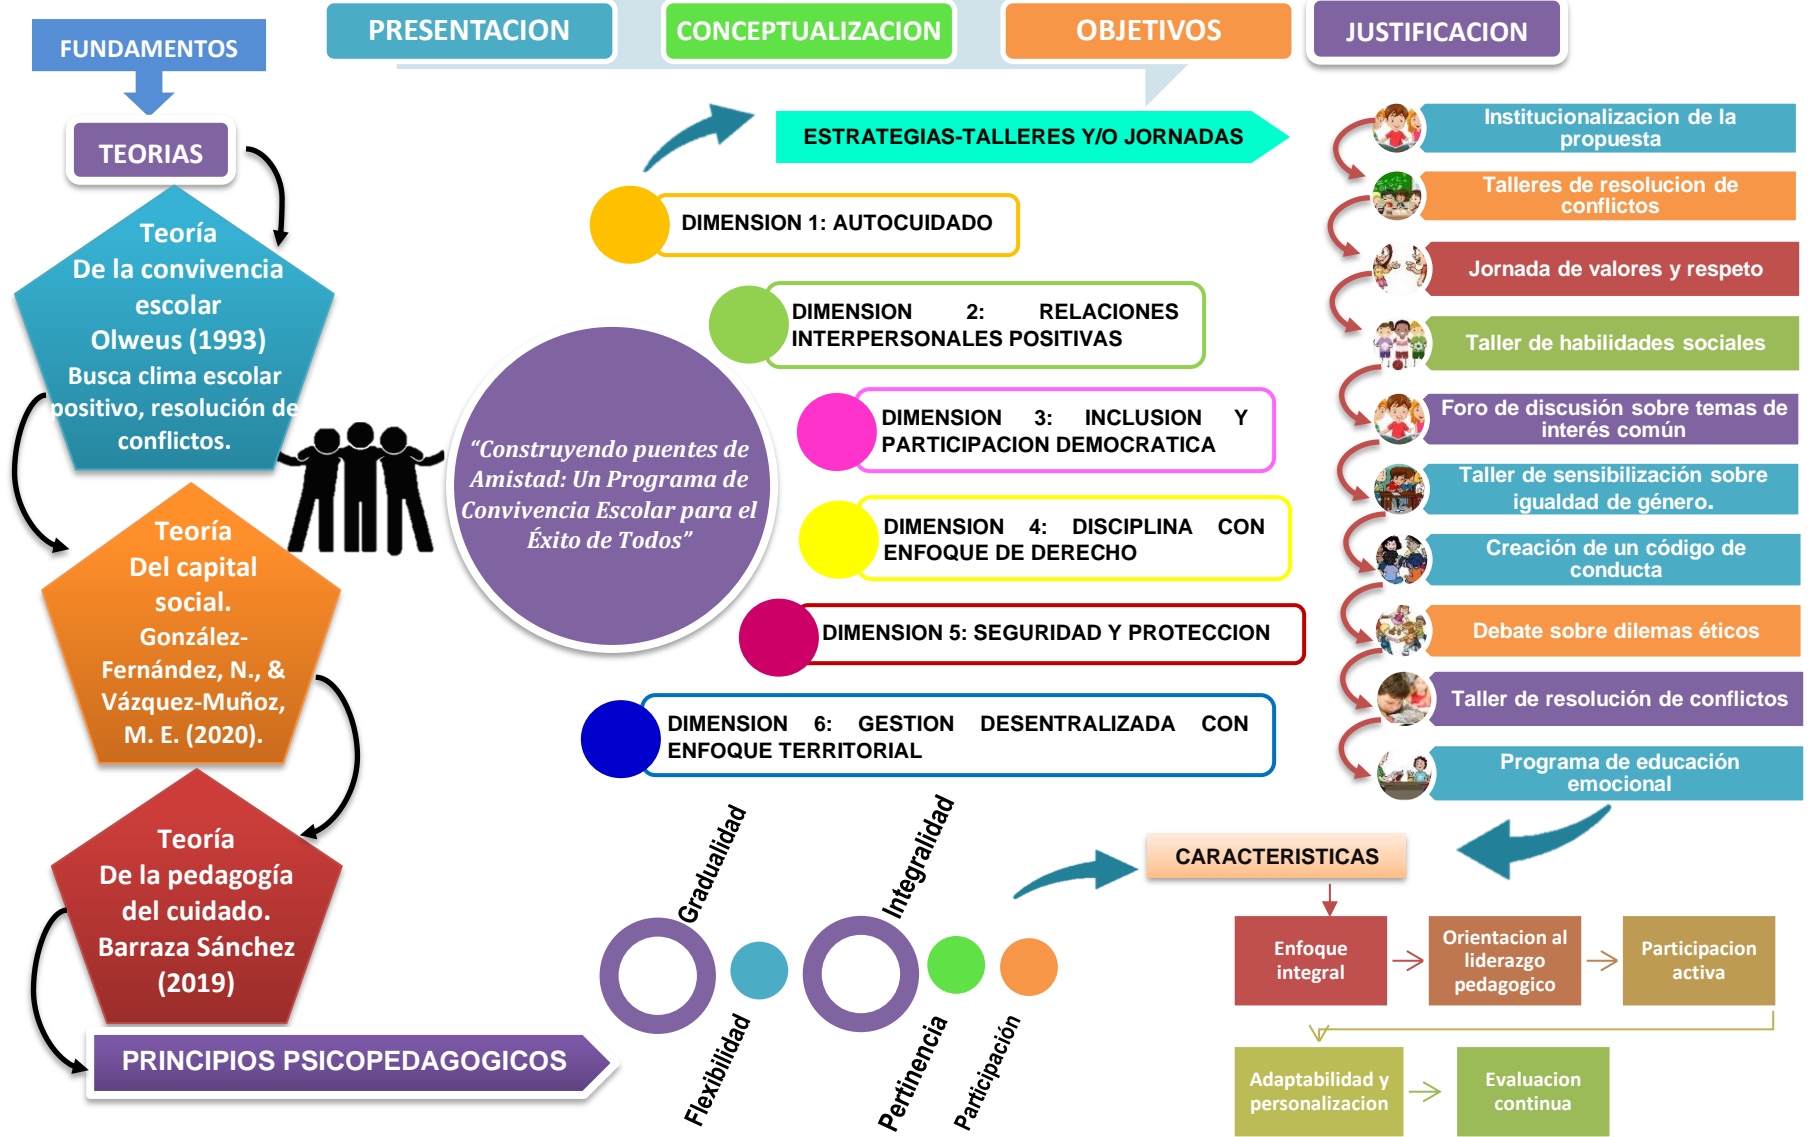 FUNDAMENTOS
PRESENTACION
CONCEPTUALIZACION
OBJETIVOS
JUSTIFICACION
TEORIAS
Teoría
De la convivencia
escolar
Olweus (1993)
Busca clima escolar
positivo, resolución de
conflictos.
Teoría
Del capital
social.
González-
Fernández, N., &
Vázquez-Muñoz,
M. E. (2020).
Teoría
De la pedagogía
del cuidado.
Barraza Sánchez
(2019)
PRINCIPIOS PSICOPEDAGOGICOS
“Construyendo puentes de
Amistad: Un Programa de
Convivencia Escolar para el
Éxito de Todos”
ESTRATEGIAS-TALLERES Y/O JORNADAS
DIMENSION 1: AUTOCUIDADO
DIMENSION 2: RELACIONES
INTERPERSONALES POSITIVAS
DIMENSION 3: INCLUSION Y
PARTICIPACION DEMOCRATICA
DIMENSION 4: DISCIPLINA CON
ENFOQUE DE DERECHO
DIMENSION 5: SEGURIDAD Y PROTECCION
DIMENSION 6: GESTION DESENTRALIZADA CON
ENFOQUE TERRITORIAL
Gradualidad
Flexibilidad
Integralidad
Pertinencia
Participación
Institucionalizacion de la
propuesta
Talleres de resolucion de
conflictos
Jornada de valores y respeto
Taller de habilidades sociales
Foro de discusión sobre temas de
interés común
Taller de sensibilización sobre
igualdad de género.
Creación de un código de
conducta
Debate sobre dilemas éticos
Taller de resolución de conflictos
Programa de educación
emocional
CARACTERISTICAS
Enfoque
integral
Orientacion al
liderazgo
pedagogico
Participacion
activa
Adaptabilidad y
personalizacion
Evaluacion
continua